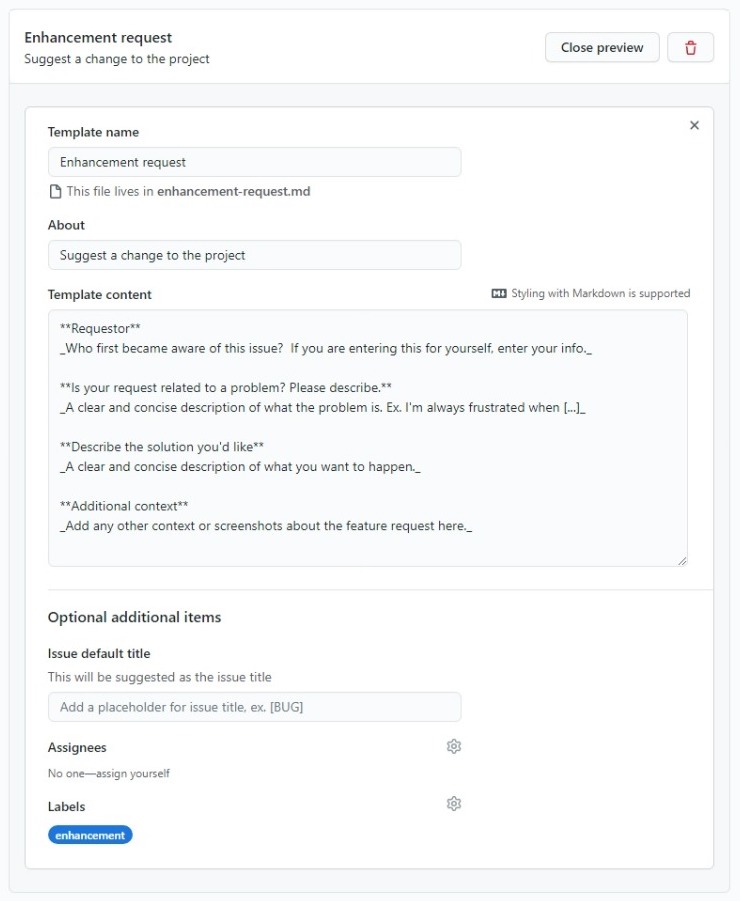 Enhancement request
Suggest a change to the project
Close preview
Template name
Enhancement request
This file lives in enhancement-request.md
About
Suggest a change to the project
Template content
Styling with Markdown is supported
**Requestor**
_Who first became aware of this issue?  If you are entering this for yourself, enter your info._
**Is your request related to a problem? Please describe.**
_A clear and concise description of what the problem is. Ex. I'm always frustrated when [...]_
**Describe the solution you'd like**
_A clear and concise description of what you want to happen._
**Additional context**
_Add any other context or screenshots about the feature request here._
Optional additional items
Issue default title
This will be suggested as the issue title
Add a placeholder for issue title, ex. [BUG]
Assignees
No one—assign yourself
Labels
enhancement